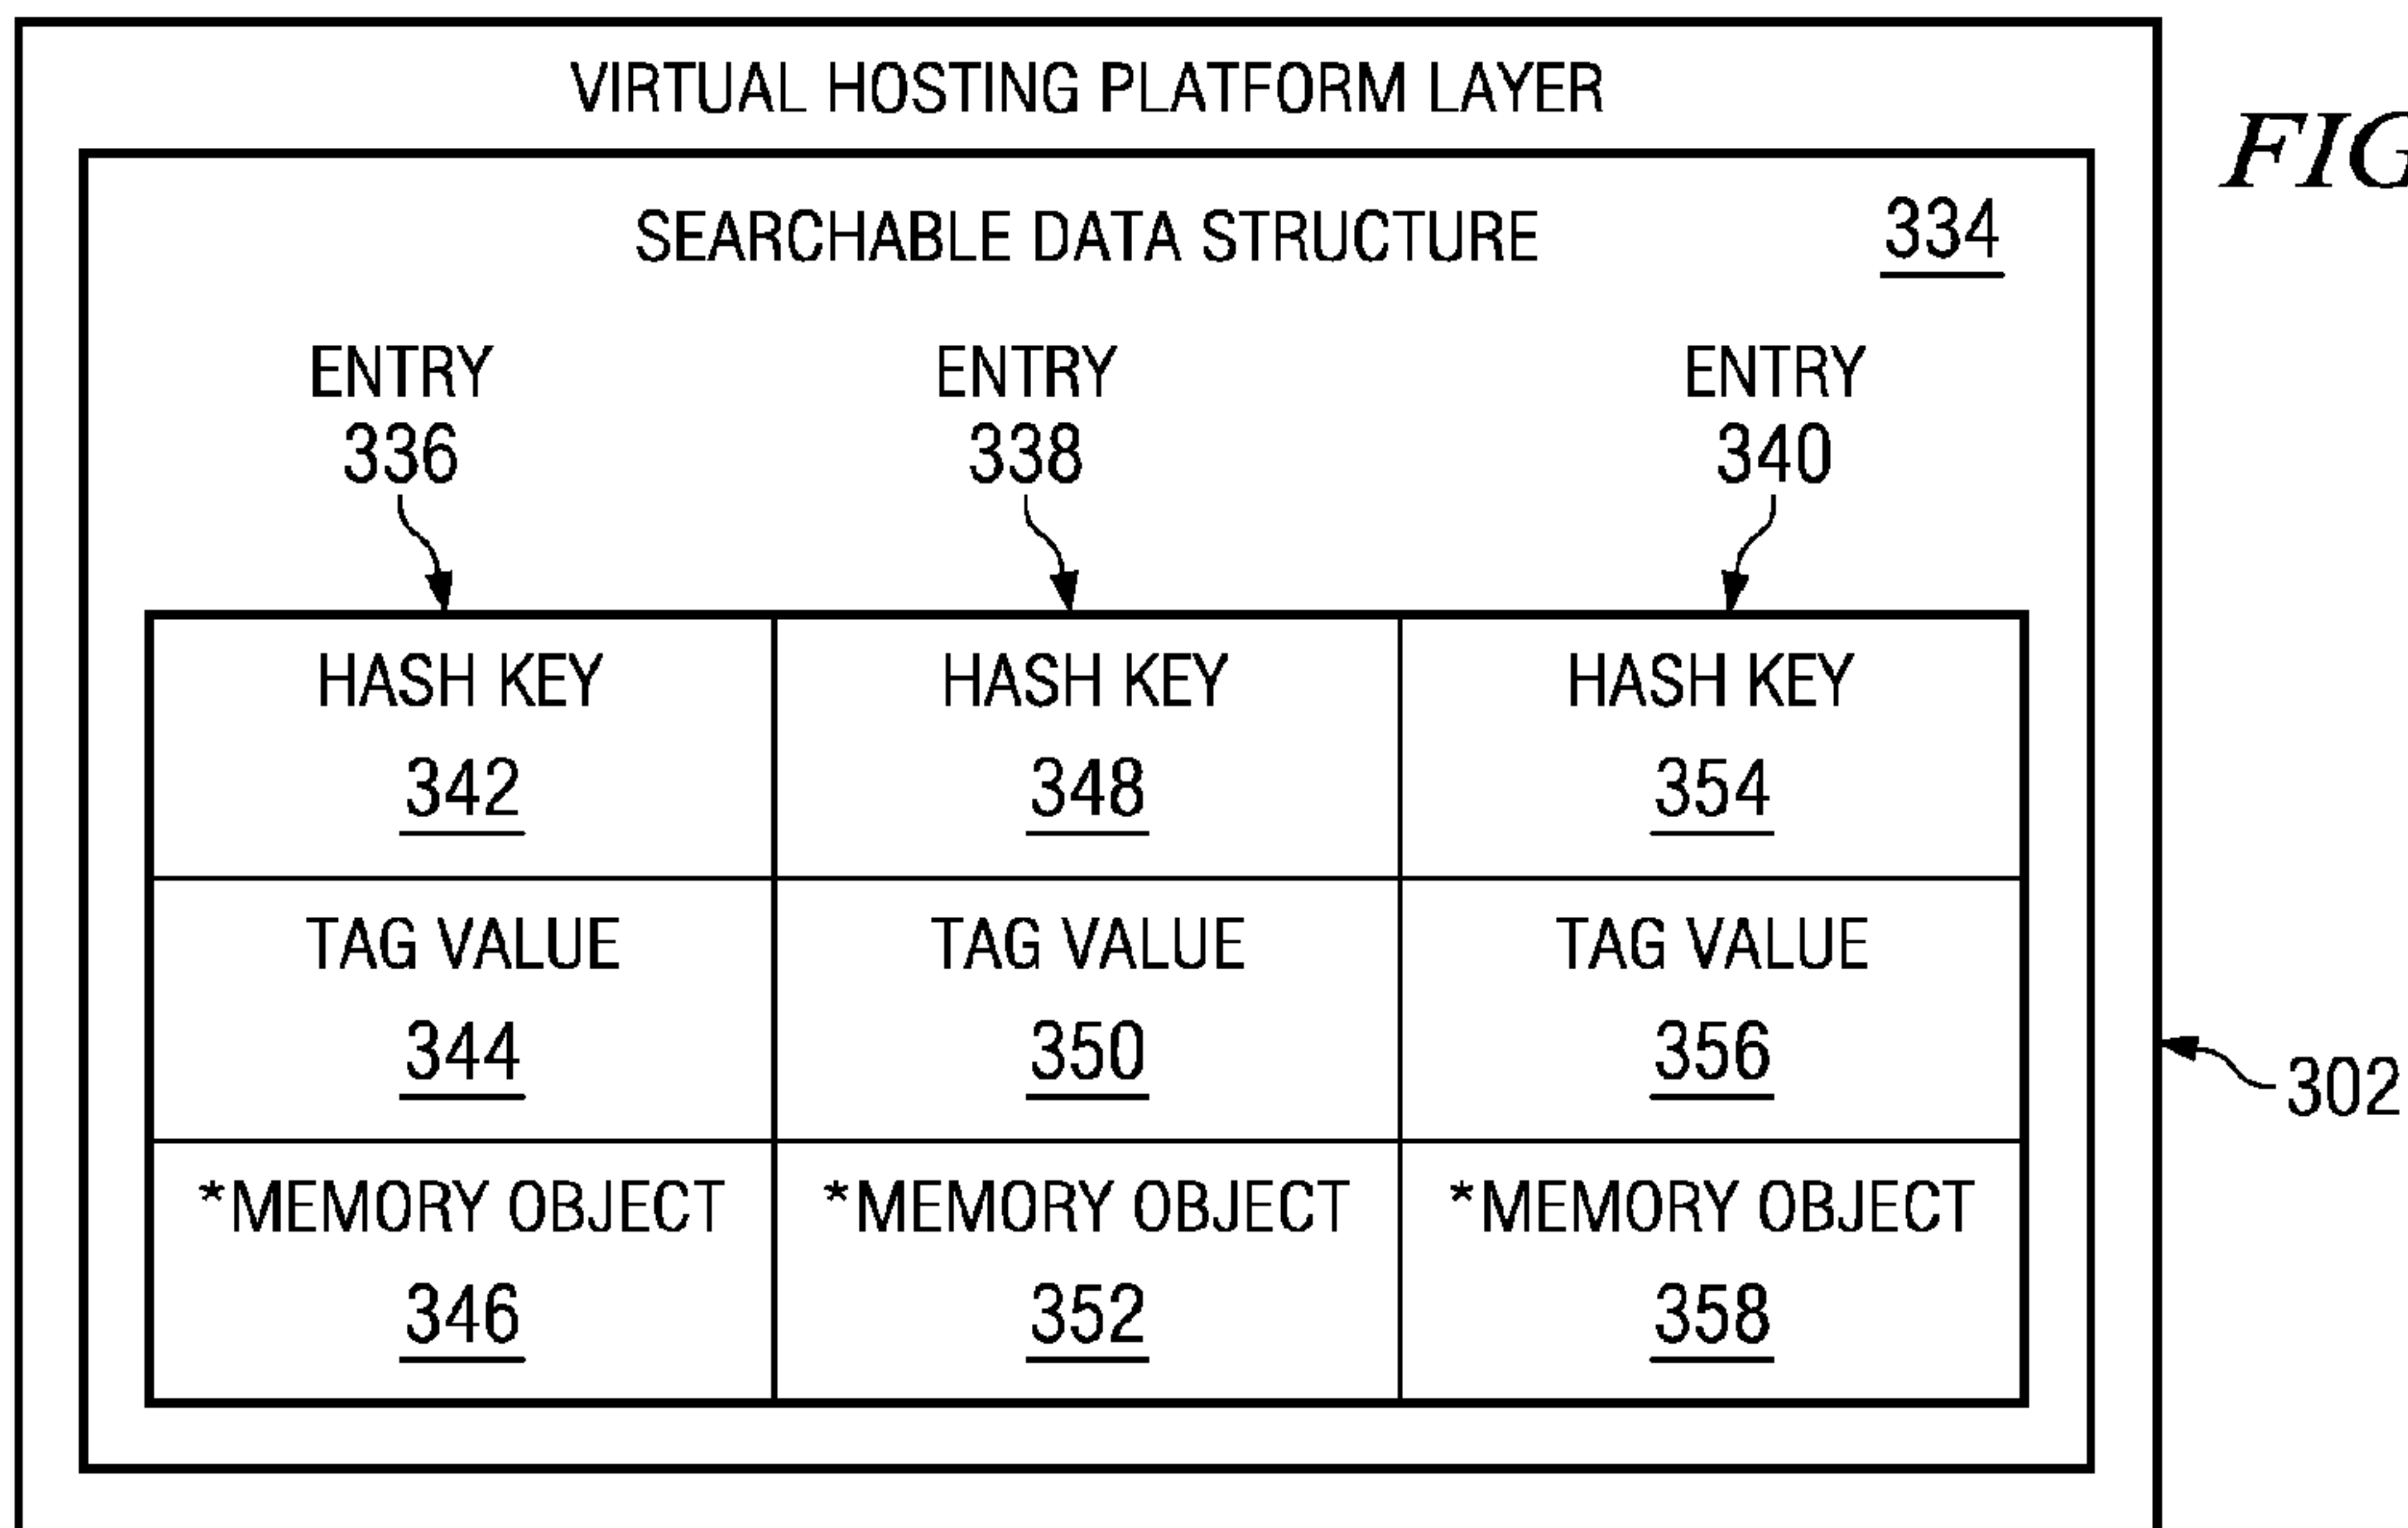 VIRTUAL HOSTING PLATFORM LAYER
FIG
SEARCHABLE DATA STRUCTURE 334
ENTRY ENTRY ENTRY
336 338 340
HASH KEY HASH KEY HASH KEY
342 348 354
TAG VALUE TAG VALUE TAG VALUE
344 350 356
302
*MEMORY OBJECT *MEMORY OBJECT *MEMORY OBJECT
346 352 358